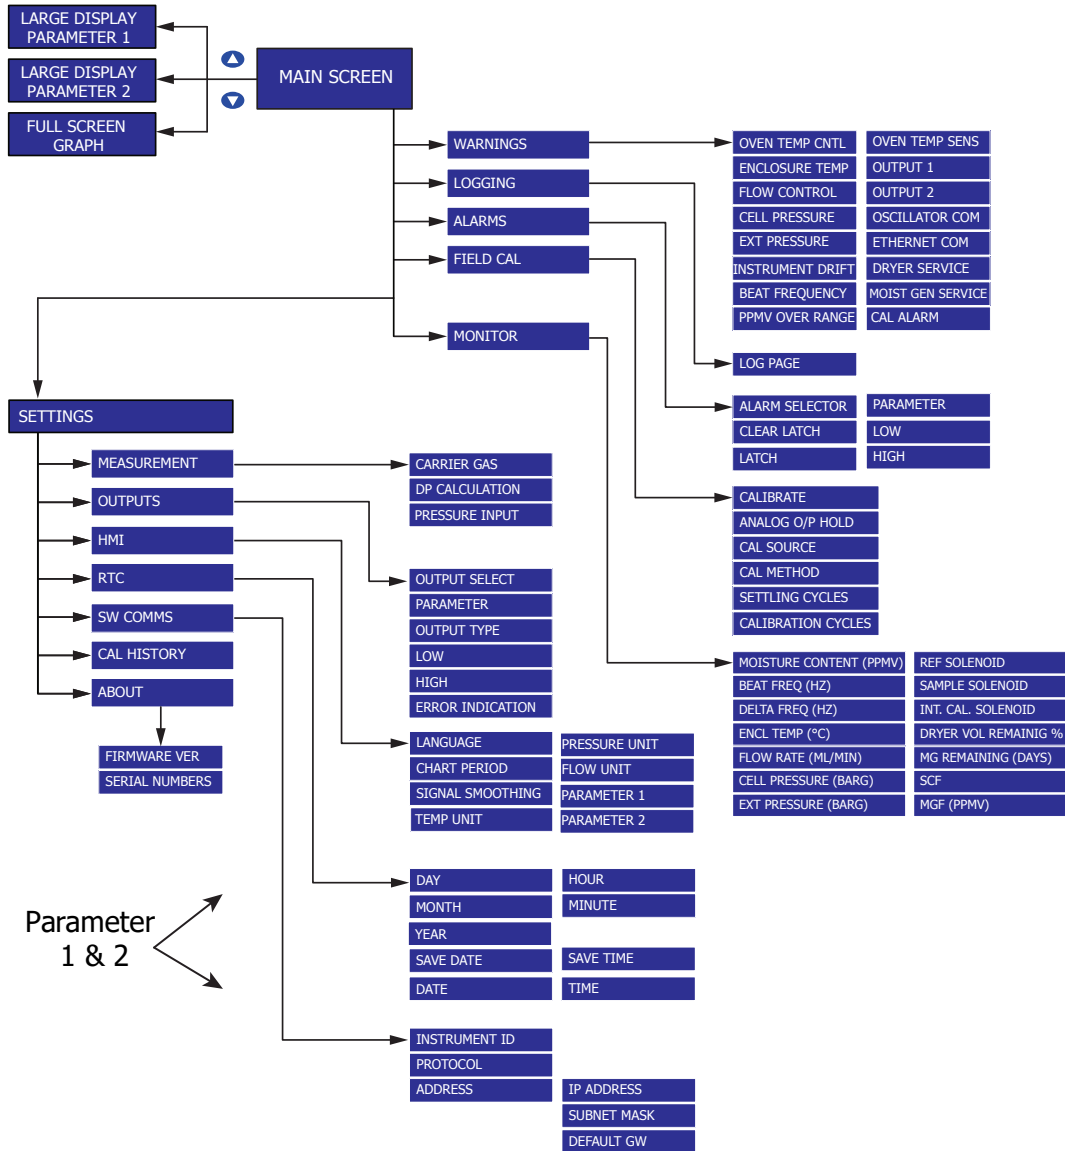 LARGE DISPLAY
PARAMETER 1
LARGE DISPLAY
PARAMETER 2
FULL SCREEN
GRAPH
MAIN SCREEN
WARNINGS
LOGGING
ALARMS
FIELD CAL
MONITOR
OVEN TEMP CNTL
OVEN TEMP SENS
ENCLOSURE TEMP
OUTPUT 1
FLOW CONTROL
OUTPUT 2
CELL PRESSURE
OSCILLATOR COM
EXT PRESSURE
ETHERNET COM
INSTRUMENT DRIFT
DRYER SERVICE
BEAT FREQUENCY
MOIST GEN SERVICE
PPMV OVER RANGE
CAL ALARM
LOG PAGE
ALARM SELECTOR
PARAMETER
CLEAR LATCH
LOW
LATCH
HIGH
CALIBRATE
ANALOG O/P HOLD
CAL SOURCE
CAL METHOD
SETTLING CYCLES
CALIBRATION CYCLES
MOISTURE CONTENT (PPMV)
REF SOLENOID
BEAT FREQ (HZ)
SAMPLE SOLENOID
DELTA FREQ (HZ)
INT. CAL. SOLENOID
ENCL TEMP (°C)
DRYER VOL REMAINIG %
FLOW RATE (ML/MIN)
MG REMAINING (DAYS)
CELL PRESSURE (BARG)
SCF
EXT PRESSURE (BARG)
MGF (PPMV)
SETTINGS
MEASUREMENT
OUTPUTS
HMI
RTC
SW COMMS
CAL HISTORY
ABOUT
FIRMWARE VER
SERIAL NUMBERS
CARRIER GAS
DP CALCULATION
PRESSURE INPUT
OUTPUT SELECT
PARAMETER
OUTPUT TYPE
LOW
HIGH
ERROR INDICATION
LANGUAGE
PRESSURE UNIT
CHART PERIOD
FLOW UNIT
SIGNAL SMOOTHING
PARAMETER 1
TEMP UNIT
PARAMETER 2
DAY
HOUR
MONTH
MINUTE
YEAR
SAVE DATE
SAVE TIME
DATE
TIME
Parameter
1 & 2
INSTRUMENT ID
PROTOCOL
ADDRESS
IP ADDRESS
SUBNET MASK
DEFAULT GW